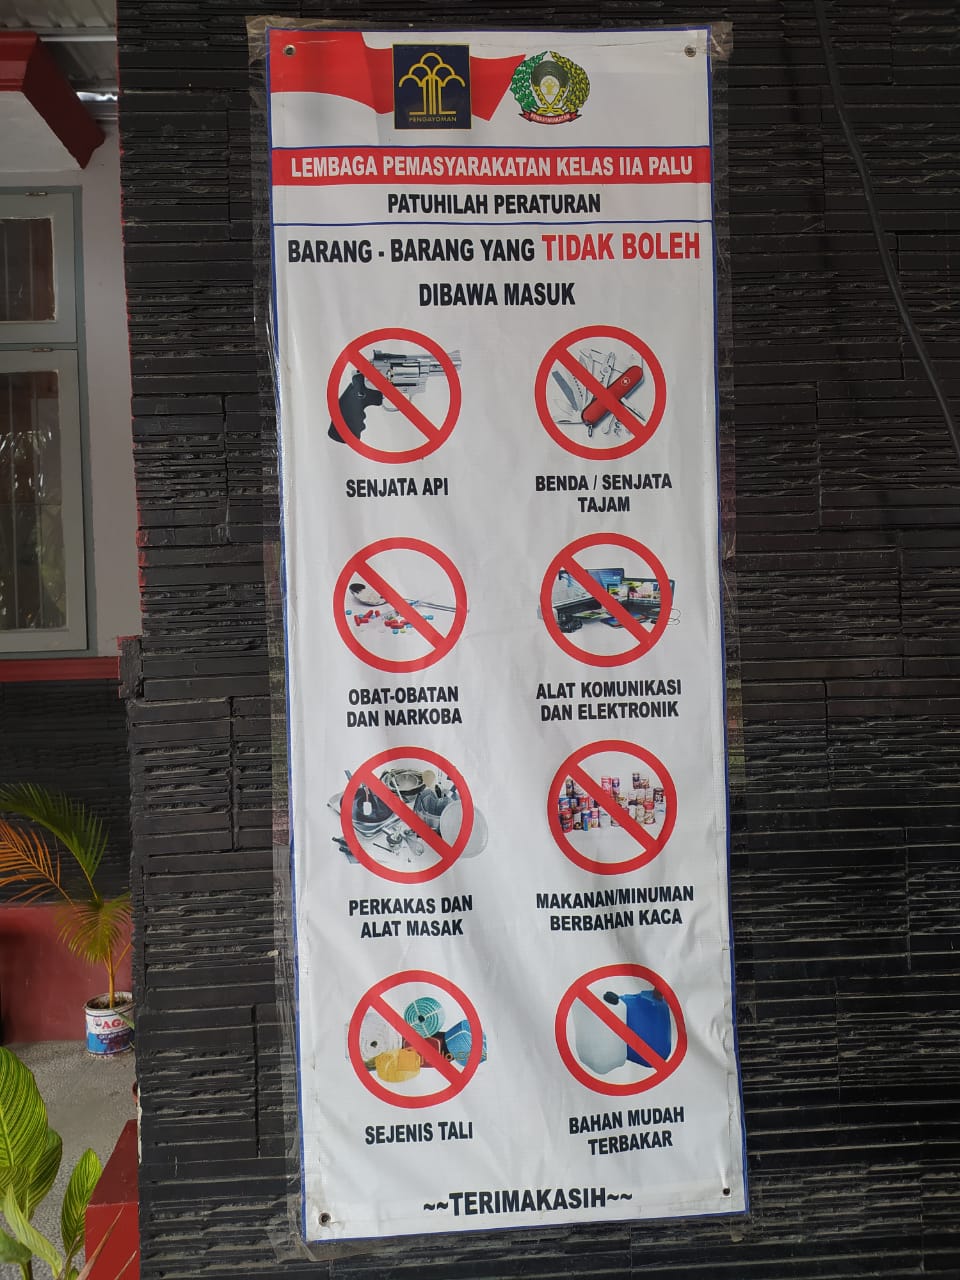 PENGAYOMAN
PEMASYARAKATAN
LEMBAGA PEMASYARAKATAN KELAS IIA PALU
PATUHILAH PERATURAN
BARANG - BARANG YANG TIDAK BOLEH
DIBAWA MASUK
SENJATA API
BENDA / SENJATA
TAJAM
OBAT-OBATAN
DAN NARKOBA
ALAT KOMUNIKASI
DAN ELEKTRONIK
PERKAKAS DAN
ALAT MASAK
MAKANAN/MINUMAN
BERBAHAN KACA
SEJENIS TALI
BAHAN MUDAH
TERBAKAR
~~TERIMAKASIH~~